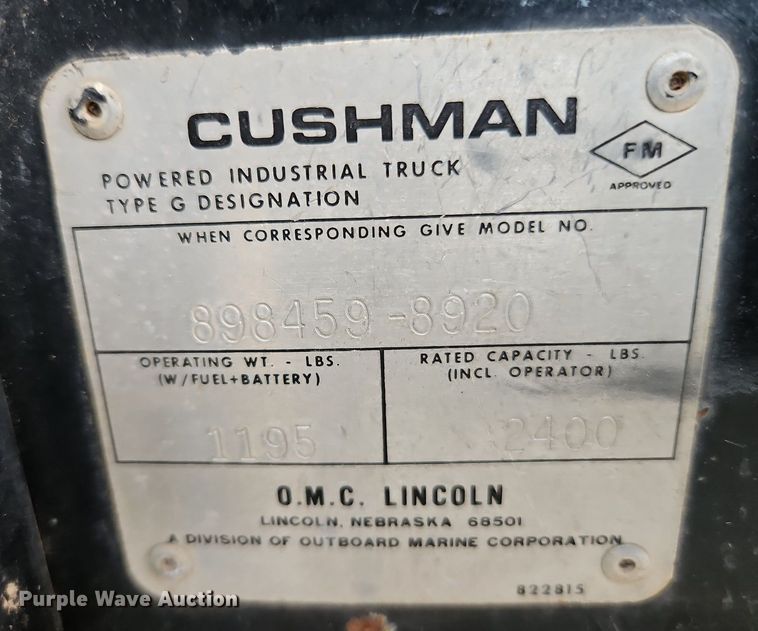 CUSHMAN
FM
APPROVED
POWERED INDUSTRIAL TRUCK
TYPE G DESIGNATION
WHEN CORRESPONDING GIVE MODEL NO.
898459-8920
OPERATING WT. - LBS.
(W/FUEL+BATTERY)
1195
RATED CAPACITY - LBS.
(INCL. OPERATOR)
2400
O.M.C. LINCOLN
LINCOLN, NEBRASKA 68501
A DIVISION OF OUTBOARD MARINE CORPORATION
822815
Purple Wave Auction